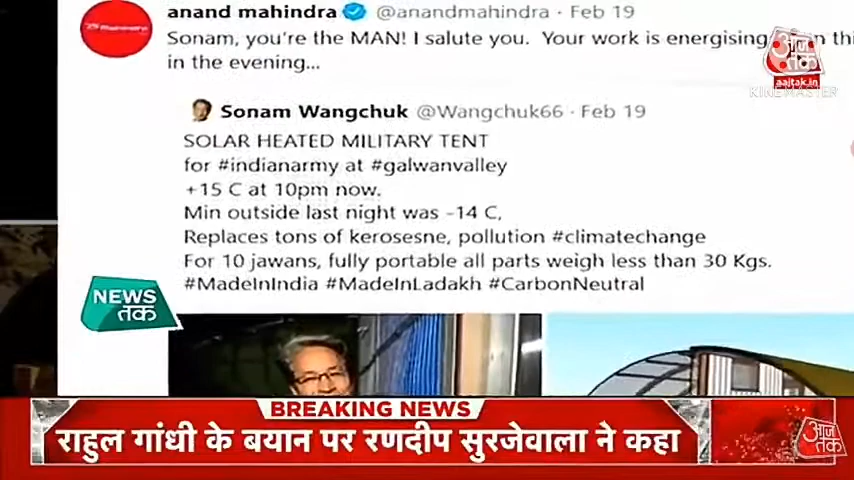 anand mahindra @anandmahindra · Feb 19
Sonam, you're the MAN! I salute you. Your work is energising
in the evening...
आज तक
aajtak.in
KINEMASTER
Sonam Wangchuk @Wangchuk66 · Feb 19
SOLAR HEATED MILITARY TENT
for #indianarmy at #galwanvalley
+15 C at 10pm now.
Min outside last night was -14 C,
Replaces tons of kerosesne, pollution #climatechange
For 10 jawans, fully portable all parts weigh less than 30 Kgs.
#MadeInIndia #MadeInLadakh #CarbonNeutral
NEWS
तक
BREAKING NEWS
राहुल गांधी के बयान पर रणदीप सुरजेवाला ने कहा
आज तक